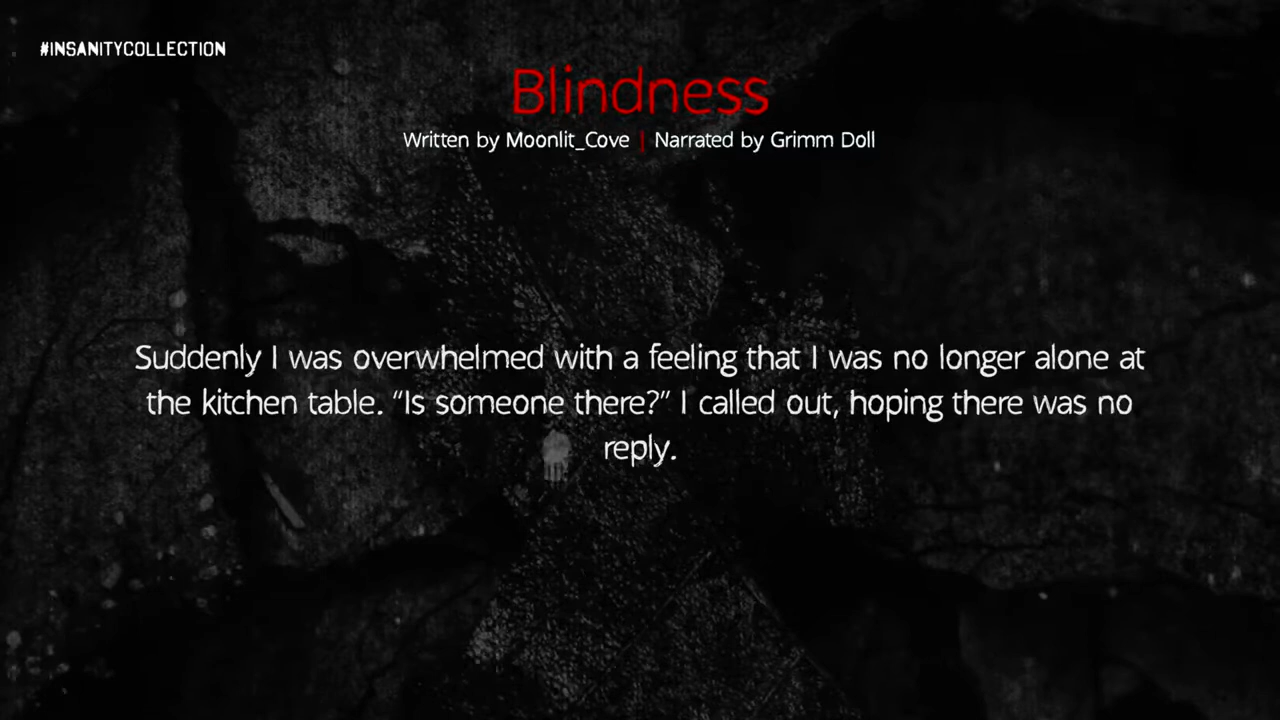 #INSANITYCOLLECTION
Blindness
Written by Moonlit_Cove | Narrated by Grimm Doll
Suddenly I was overwhelmed with a feeling that I was no longer alone at
the kitchen table. “Is someone there?” I called out, hoping there was no
reply.